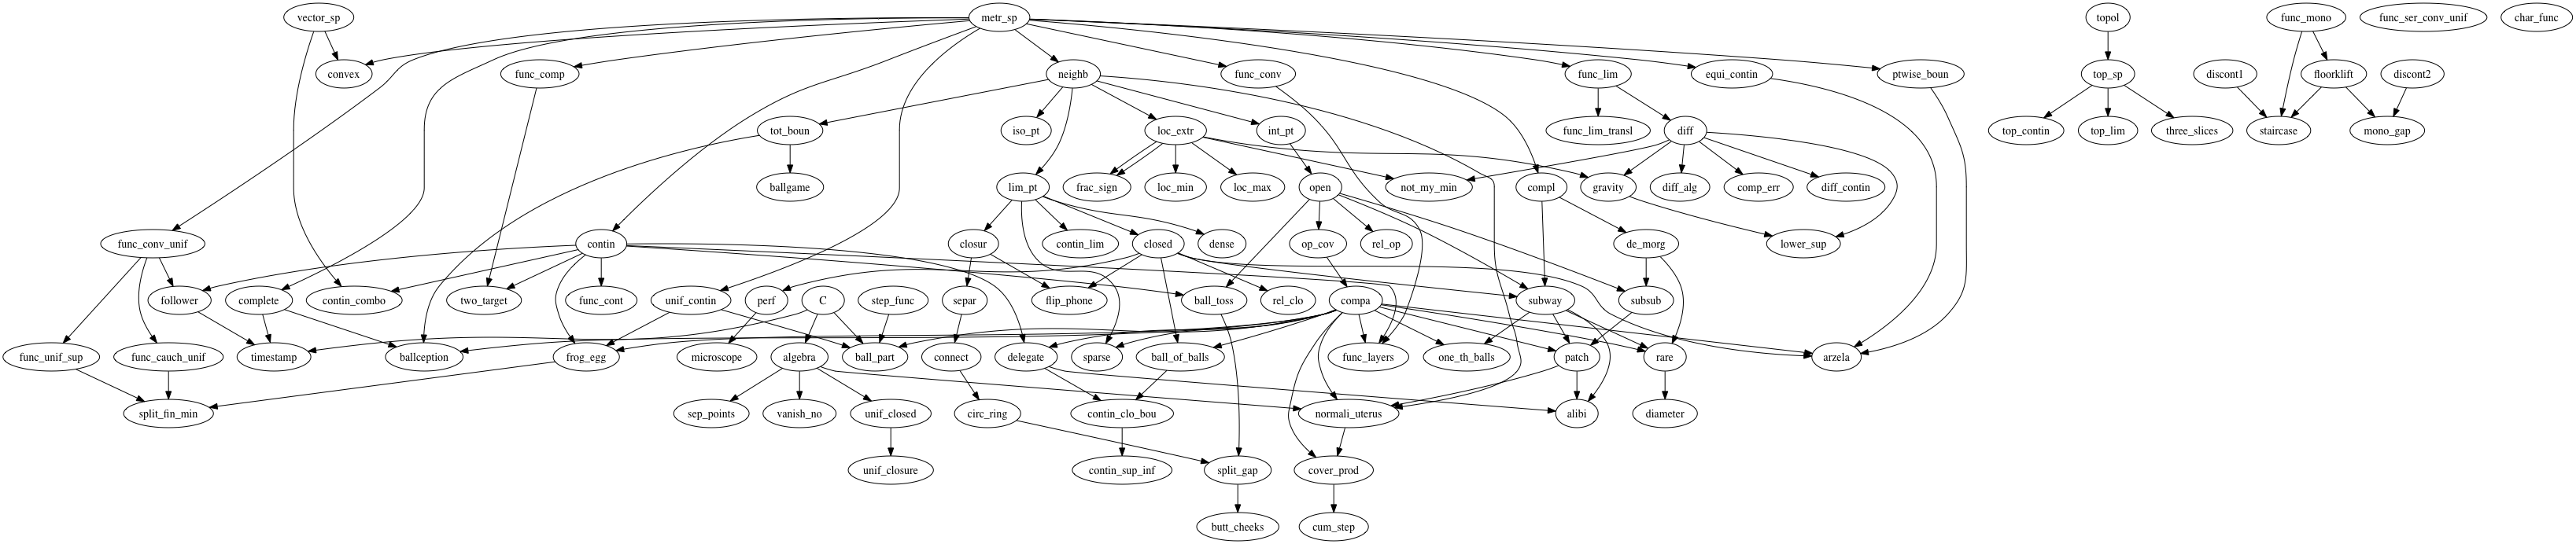 vector_sp
metr_sp
topol
func_mono
func_ser_conv_unif
char_func
convex
func_comp
neighb
func_conv
func_lim
equi_contin
ptwise_boun
top_sp
discont1
floorklift
discont2
tot_boun
iso_pt
loc_extr
int_pt
func_lim_transl
diff
top_contin
top_lim
three_slices
staircase
mono_gap
ballgame
lim_pt
frac_sign
loc_min
loc_max
open
not_my_min
compl
gravity
diff_alg
comp_err
diff_contin
func_conv_unif
contin
closur
contin_lim
closed
dense
op_cov
rel_op
de_morg
lower_sup
follower
complete
contin_combo
two_target
func_cont
unif_contin
perf
C
step_func
separ
flip_phone
ball_toss
rel_clo
compa
subway
subsub
func_unif_sup
func_cauch_unif
timestamp
ballception
frog_egg
microscope
algebra
ball_part
connect
delegate
sparse
ball_of_balls
func_layers
one_th_balls
patch
rare
arzela
split_fin_min
sep_points
vanish_no
unif_closed
circ_ring
contin_clo_bou
normali_uterus
alibi
diameter
unif_closure
contin_sup_inf
split_gap
cover_prod
butt_cheeks
cum_step